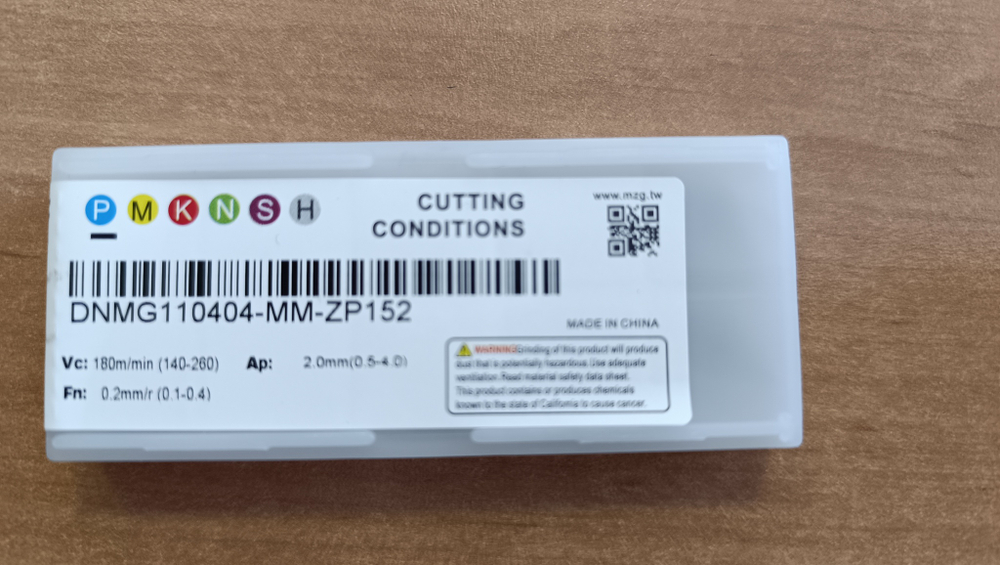 P M K N S H
CUTTING
CONDITIONS
www.mzg.tw
DNMG110404-MM-ZP152
MADE IN CHINA
Vc: 180m/min (140-260) Ap: 2.0mm(0.5-4.0)
Fn: 0.2mm/r (0.1-0.4)
WARNING:Grinding of this product will produce
dust that is potentially hazardous. Use adequate
ventilation. Read material safety data sheet.
This product contains or produces chemicals
known to the state of California to cause cancer.